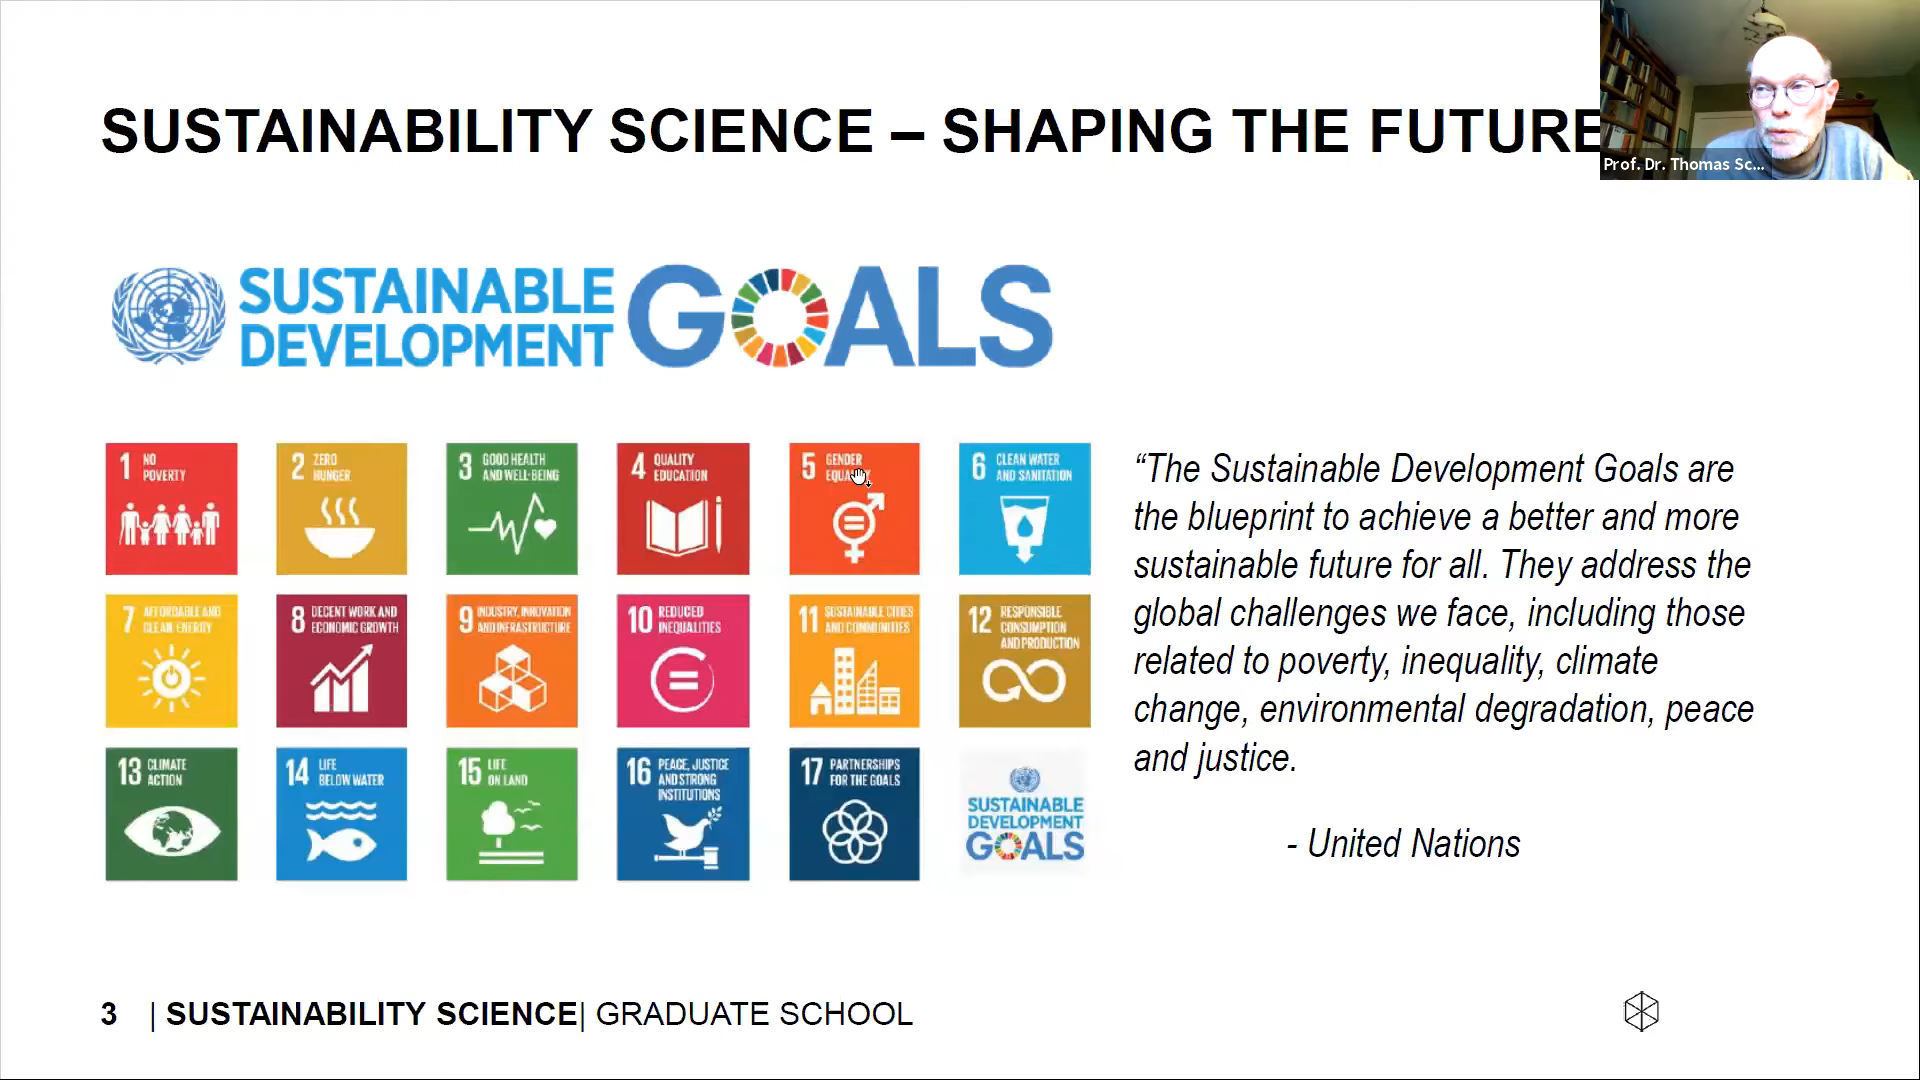 SUSTAINABILITY SCIENCE – SHAPING THE FUTURE
Prof. Dr. Thomas Sc...
SUSTAINABLE
DEVELOPMENT
GOALS
1 NO
POVERTY
2 ZERO
HUNGER
3 GOOD HEALTH
AND WELL-BEING
4 QUALITY
EDUCATION
5 GENDER
EQUALITY
6 CLEAN WATER
AND SANITATION
7 AFFORDABLE AND
CLEAN ENERGY
8 DECENT WORK AND
ECONOMIC GROWTH
9 INDUSTRY, INNOVATION
AND INFRASTRUCTURE
10 REDUCED
INEQUALITIES
11 SUSTAINABLE CITIES
AND COMMUNITIES
12 RESPONSIBLE
CONSUMPTION
AND PRODUCTION
13 CLIMATE
ACTION
14 LIFE
BELOW WATER
15 LIFE
ON LAND
16 PEACE, JUSTICE
AND STRONG
INSTITUTIONS
17 PARTNERSHIPS
FOR THE GOALS
SUSTAINABLE
DEVELOPMENT
GOALS
“The Sustainable Development Goals are
the blueprint to achieve a better and more
sustainable future for all. They address the
global challenges we face, including those
related to poverty, inequality, climate
change, environmental degradation, peace
and justice.
- United Nations
3 | SUSTAINABILITY SCIENCE| GRADUATE SCHOOL